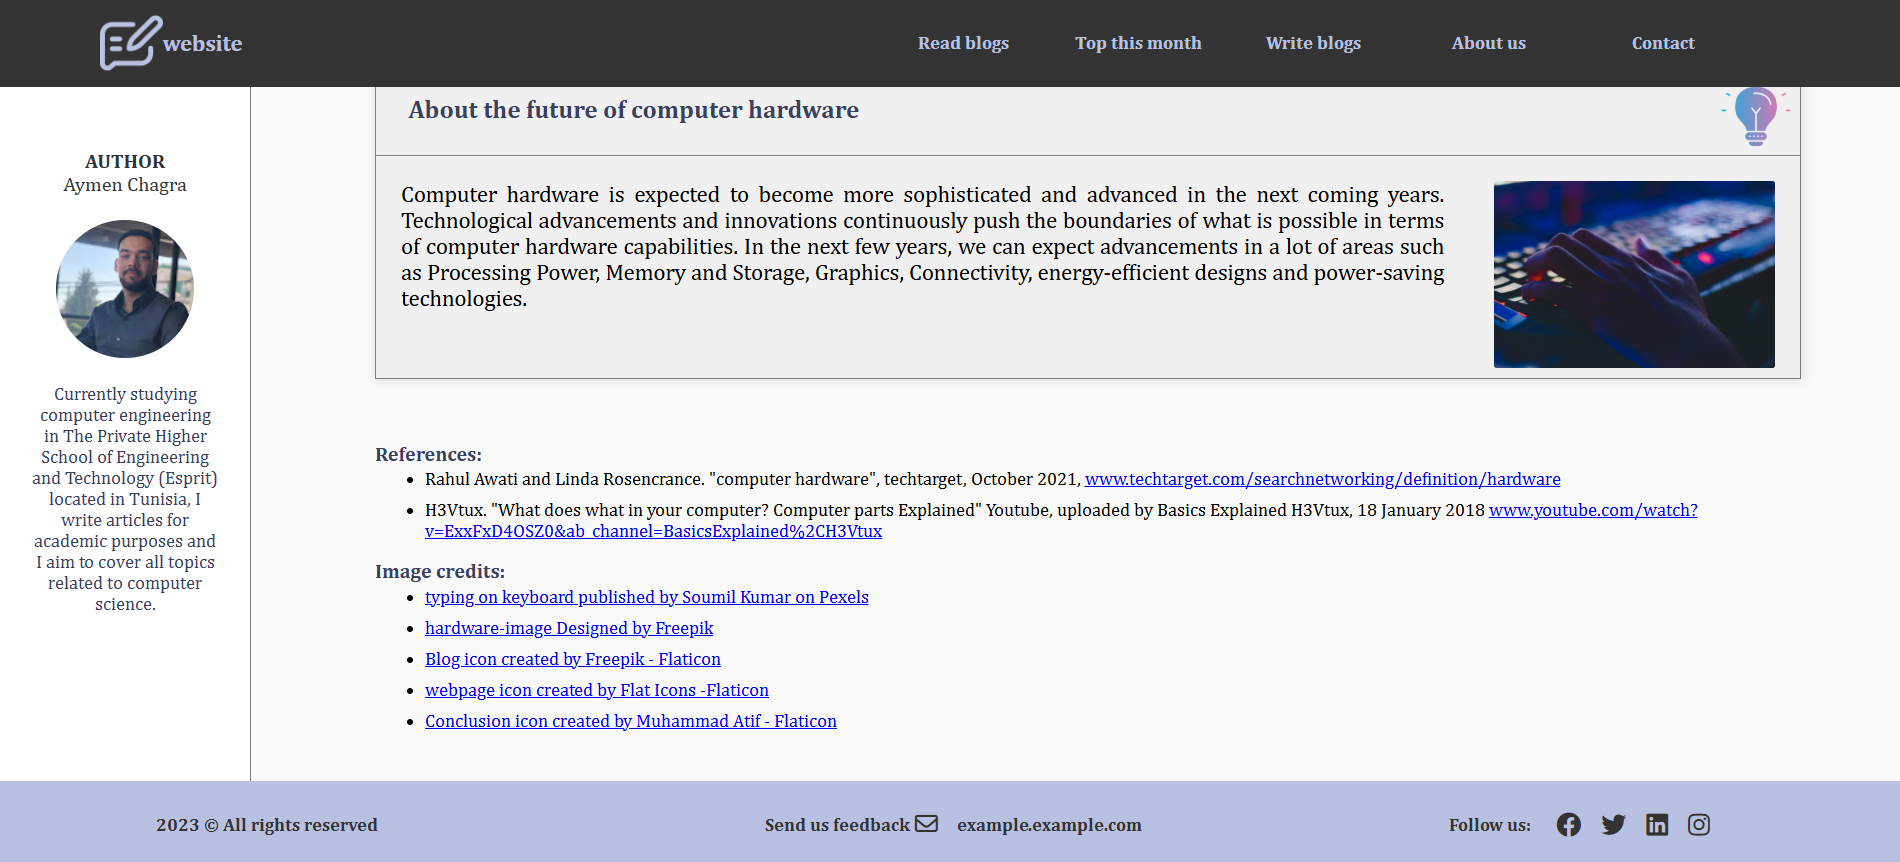 website
Read blogs
Top this month
Write blogs
About us
Contact
AUTHOR
Aymen Chagra
Currently studying
computer engineering
in The Private Higher
School of Engineering
and Technology (Esprit)
located in Tunisia, I
write articles for
academic purposes and
I aim to cover all topics
related to computer
science.
About the future of computer hardware
Computer hardware is expected to become more sophisticated and advanced in the next coming years.
Technological advancements and innovations continuously push the boundaries of what is possible in terms
of computer hardware capabilities. In the next few years, we can expect advancements in a lot of areas such
as Processing Power, Memory and Storage, Graphics, Connectivity, energy-efficient designs and power-saving
technologies.
References:
Rahul Awati and Linda Rosencrance. "computer hardware", techtarget, October 2021, www.techtarget.com/searchnetworking/definition/hardware
H3Vtux. "What does what in your computer? Computer parts Explained" Youtube, uploaded by Basics Explained H3Vtux, 18 January 2018 www.youtube.com/watch?
v=ExxFxD4OSZ0&ab_channel=BasicsExplained%2CH3Vtux
Image credits:
typing on keyboard published by Soumil Kumar on Pexels
hardware-image Designed by Freepik
Blog icon created by Freepik - Flaticon
webpage icon created by Flat Icons -Flaticon
Conclusion icon created by Muhammad Atif - Flaticon
2023 © All rights reserved
Send us feedback
example.example.com
Follow us: